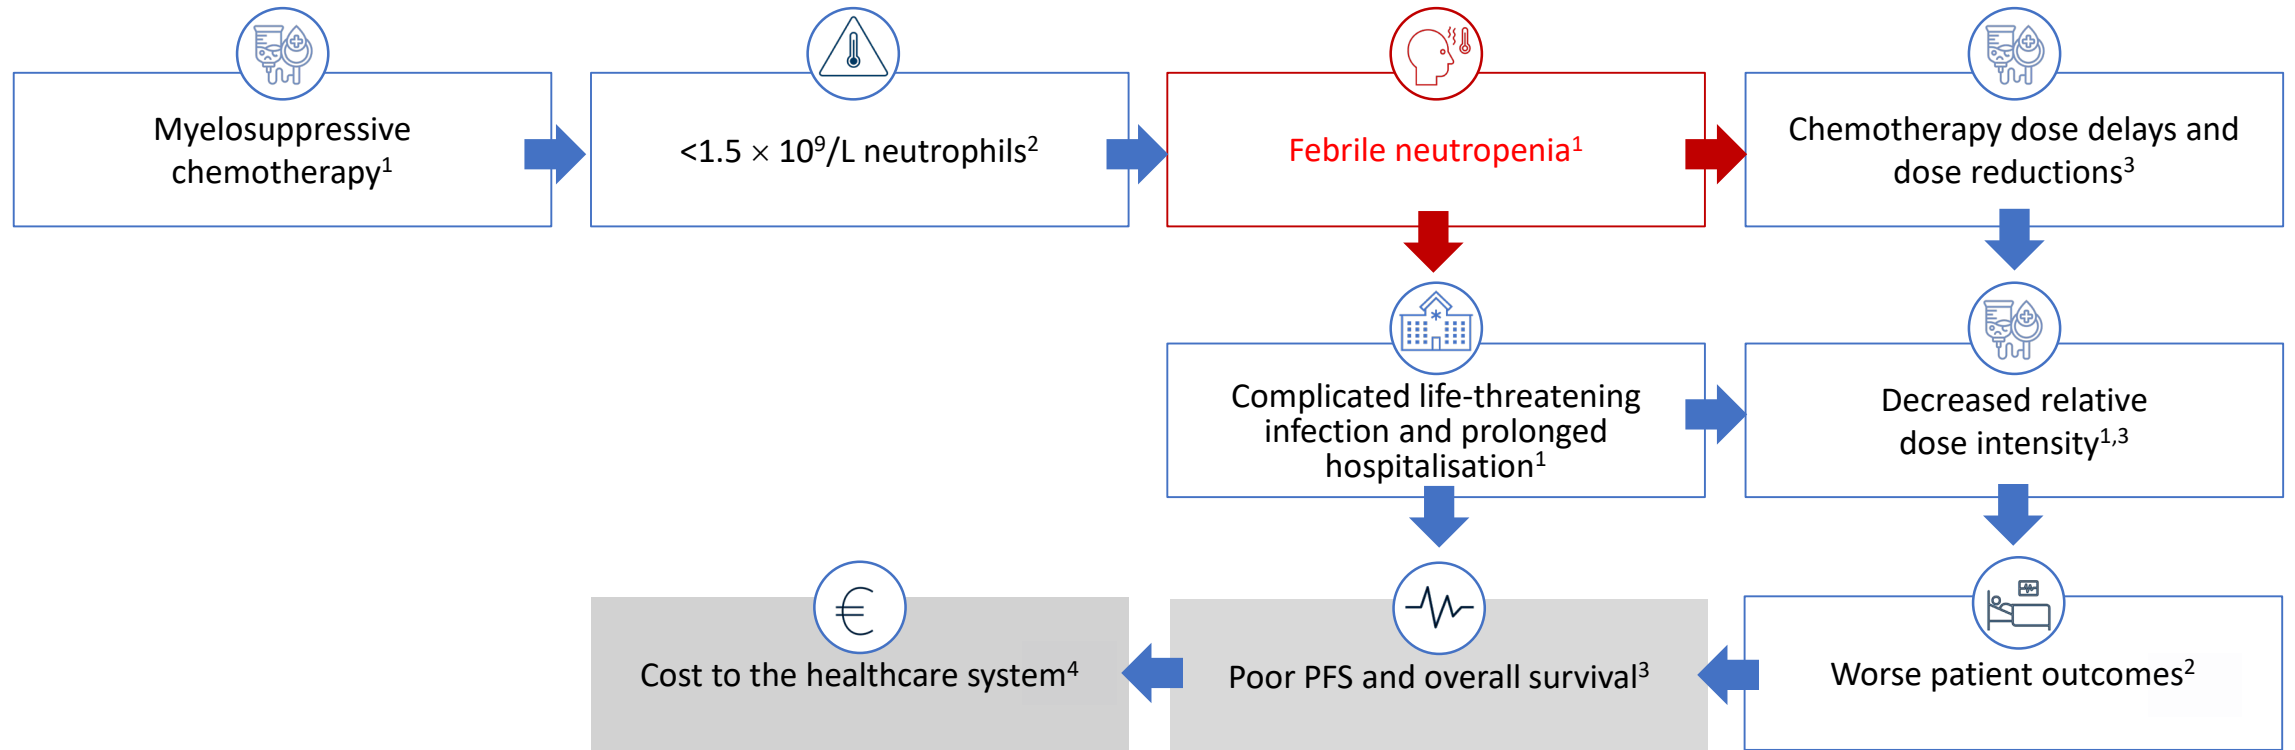 Myelosuppressive
chemotherapy¹
<1.5 × 10⁹/L neutrophils²
Febrile neutropenia¹
Chemotherapy dose delays and
dose reductions³
Complicated life-threatening
infection and prolonged
hospitalisation¹
Decreased relative
dose intensity¹,³
€
Cost to the healthcare system⁴
Poor PFS and overall survival³
Worse patient outcomes²